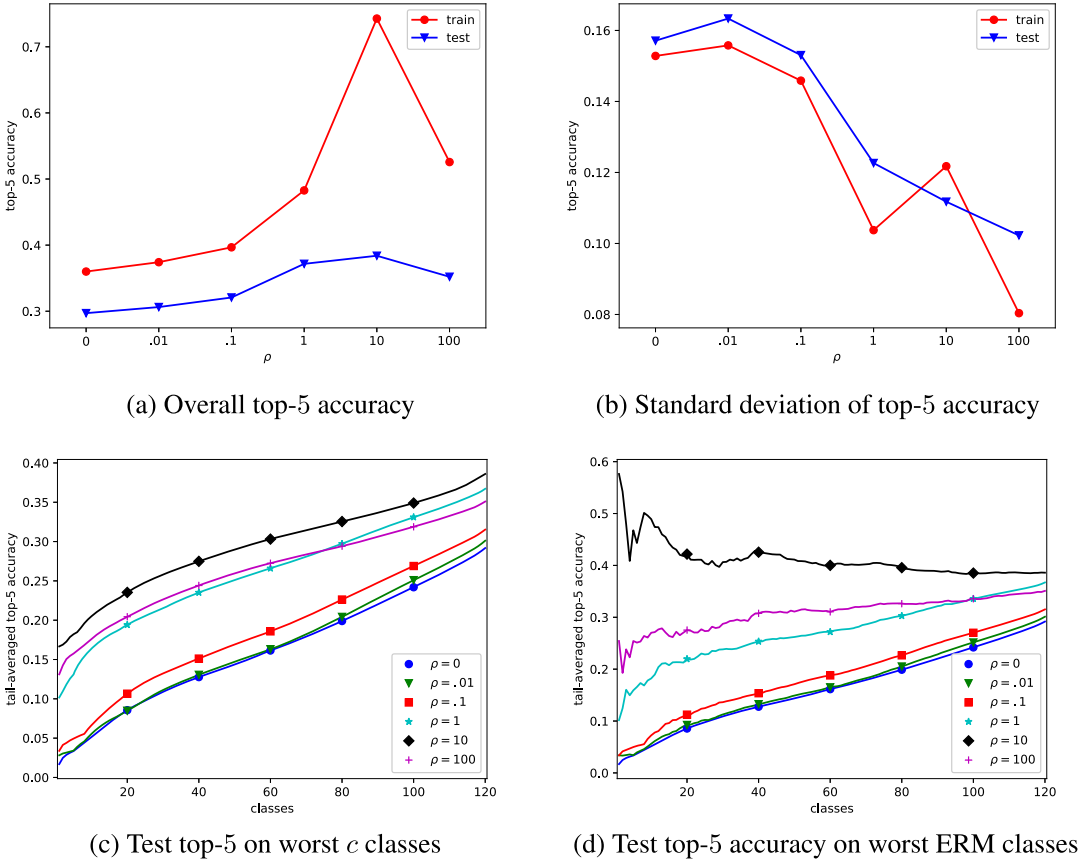 train
test
0.7
0.6
0.5
0.4
0.3
top-5 accuracy
0 .01 .1 1 10 100
ρ
(a) Overall top-5 accuracy
train
test
0.16
0.14
0.12
0.10
0.08
top-5 accuracy
0 .01 .1 1 10 100
ρ
(b) Standard deviation of top-5 accuracy
0.40
0.35
0.30
0.25
0.20
0.15
0.10
0.05
0.00
tail-averaged top-5 accuracy
ρ = 0
ρ = .01
ρ = .1
ρ = 1
ρ = 10
ρ = 100
20 40 60 80 100 120
classes
(c) Test top-5 on worst c classes
0.6
0.5
0.4
0.3
0.2
0.1
0.0
tail-averaged top-5 accuracy
ρ = 0
ρ = .01
ρ = .1
ρ = 1
ρ = 10
ρ = 100
20 40 60 80 100 120
classes
(d) Test top-5 accuracy on worst ERM classes